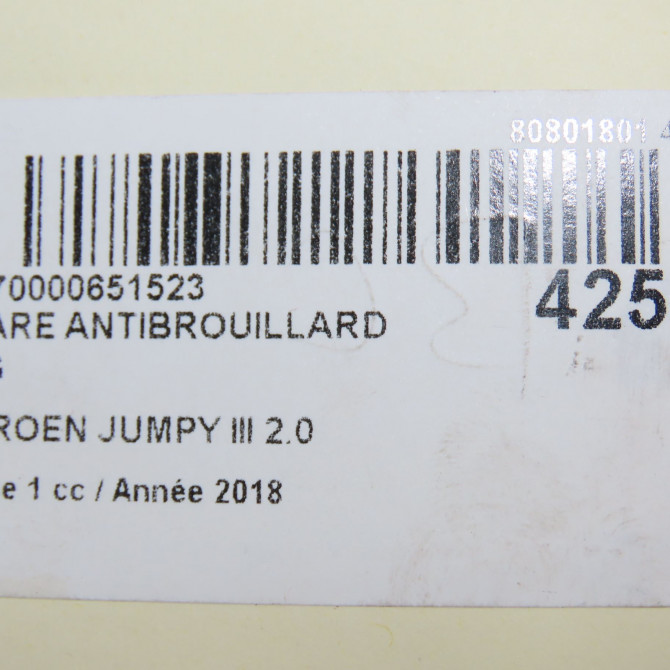 80801801
70000651523
425
ARE ANTIBROUILLARD
ROEN JUMPY III 2.0
e 1 cc / Année 2018